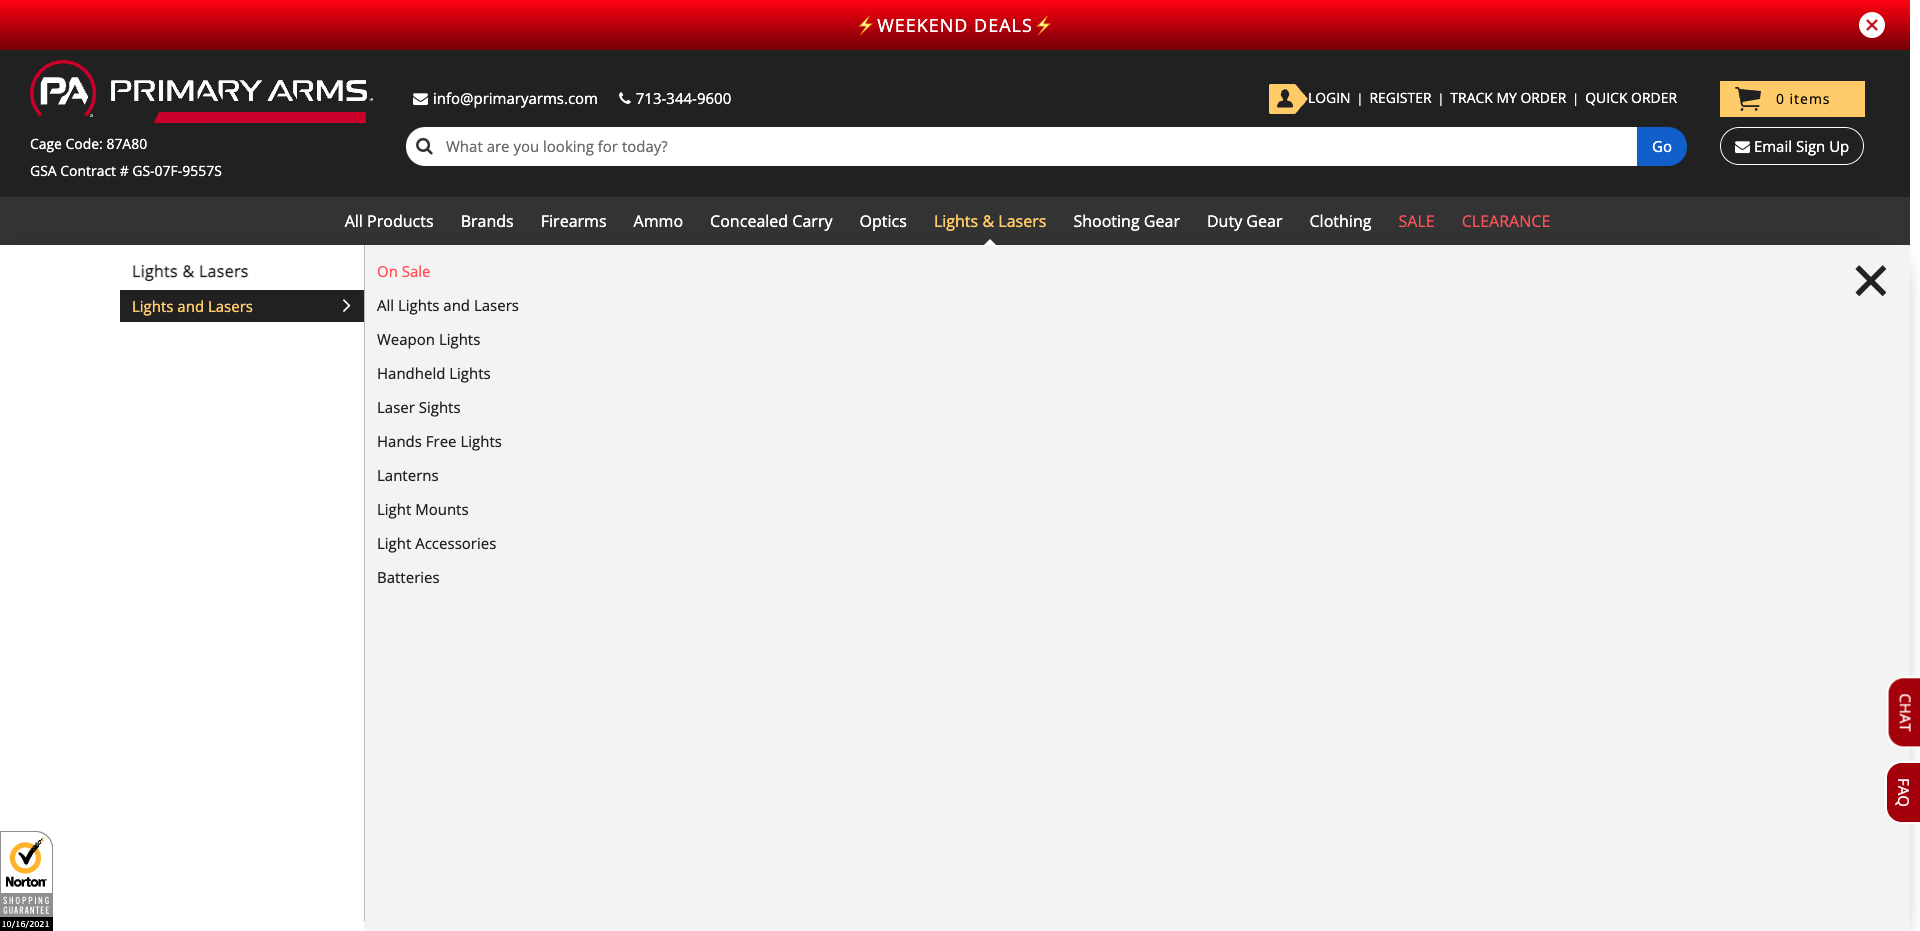 ⚡WEEKEND DEALS⚡
PA PRIMARY ARMS
info@primaryarms.com 713-344-9600
LOGIN | REGISTER | TRACK MY ORDER | QUICK ORDER
0 items
Cage Code: 87A80
GSA Contract # GS-07F-9557S
What are you looking for today?
Go
Email Sign Up
All Products Brands Firearms Ammo Concealed Carry Optics Lights & Lasers Shooting Gear Duty Gear Clothing SALE CLEARANCE
Lights & Lasers
Lights and Lasers
On Sale
All Lights and Lasers
Weapon Lights
Handheld Lights
Laser Sights
Hands Free Lights
Lanterns
Light Mounts
Light Accessories
Batteries
CHAT
FAQ
Norton
SHOPPING
GUARANTEE
10/16/2021